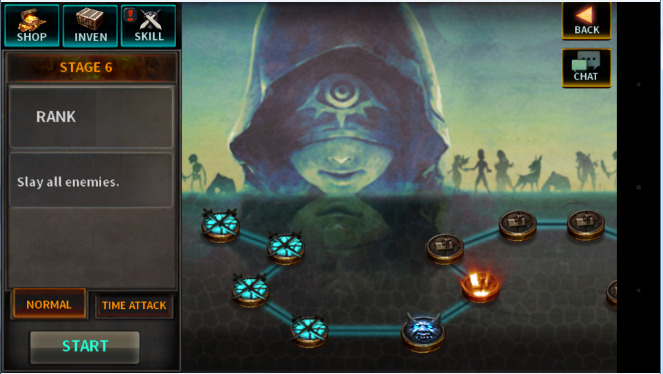 SHOP
INVEN
SKILL
BACK
CHAT
STAGE 6
RANK
Slay all enemies.
NORMAL
TIME ATTACK
START